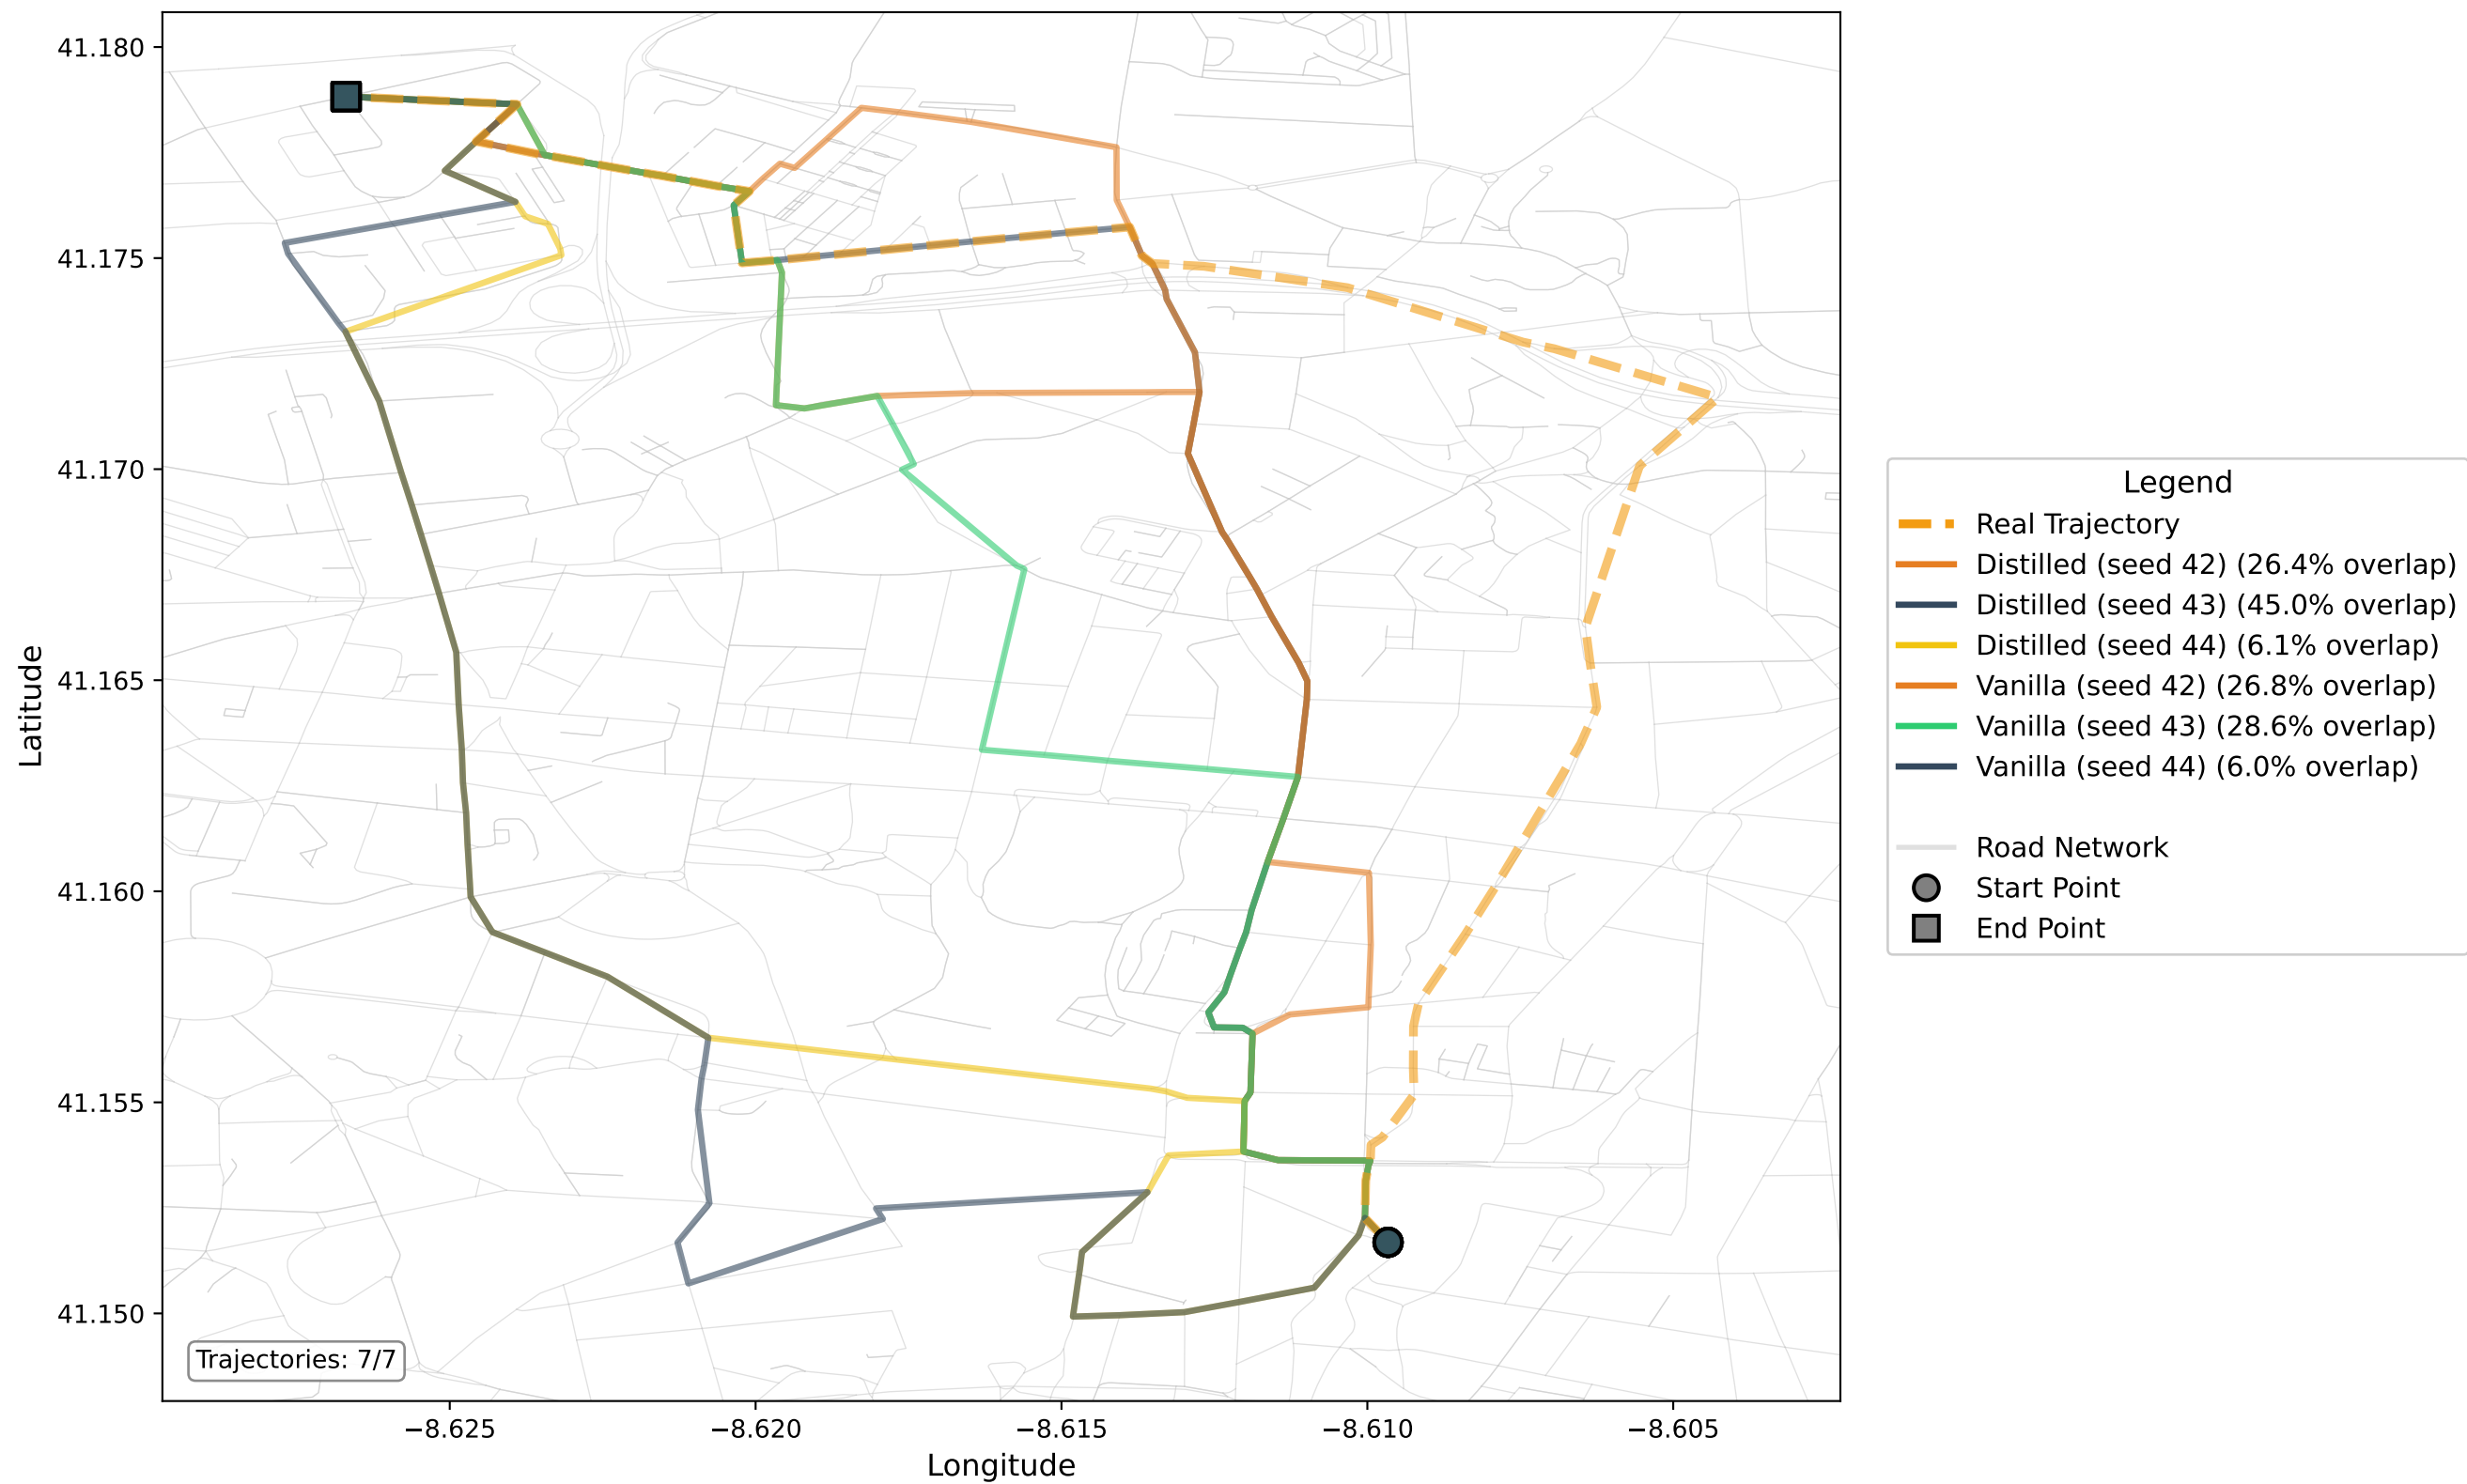 41.180
41.175
41.170
41.165
41.160
41.155
41.150
Latitude
−8.625
−8.620
−8.615
−8.610
−8.605
Longitude
Trajectories: 7/7
Legend
Real Trajectory
Distilled (seed 42) (26.4% overlap)
Distilled (seed 43) (45.0% overlap)
Distilled (seed 44) (6.1% overlap)
Vanilla (seed 42) (26.8% overlap)
Vanilla (seed 43) (28.6% overlap)
Vanilla (seed 44) (6.0% overlap)
Road Network
Start Point
End Point